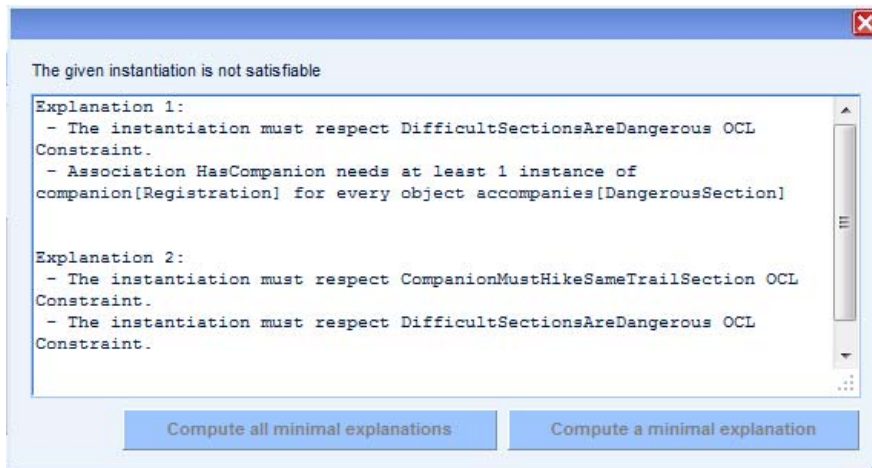 The given instantiation is not satisfiable
Explanation 1:
 - The instantiation must respect DifficultSectionsAreDangerous OCL
Constraint.
 - Association HasCompanion needs at least 1 instance of
companion[Registration] for every object accompanies[DangerousSection]
Explanation 2:
 - The instantiation must respect CompanionMustHikeSameTrailSection OCL
Constraint.
 - The instantiation must respect DifficultSectionsAreDangerous OCL
Constraint.
Compute all minimal explanations
Compute a minimal explanation